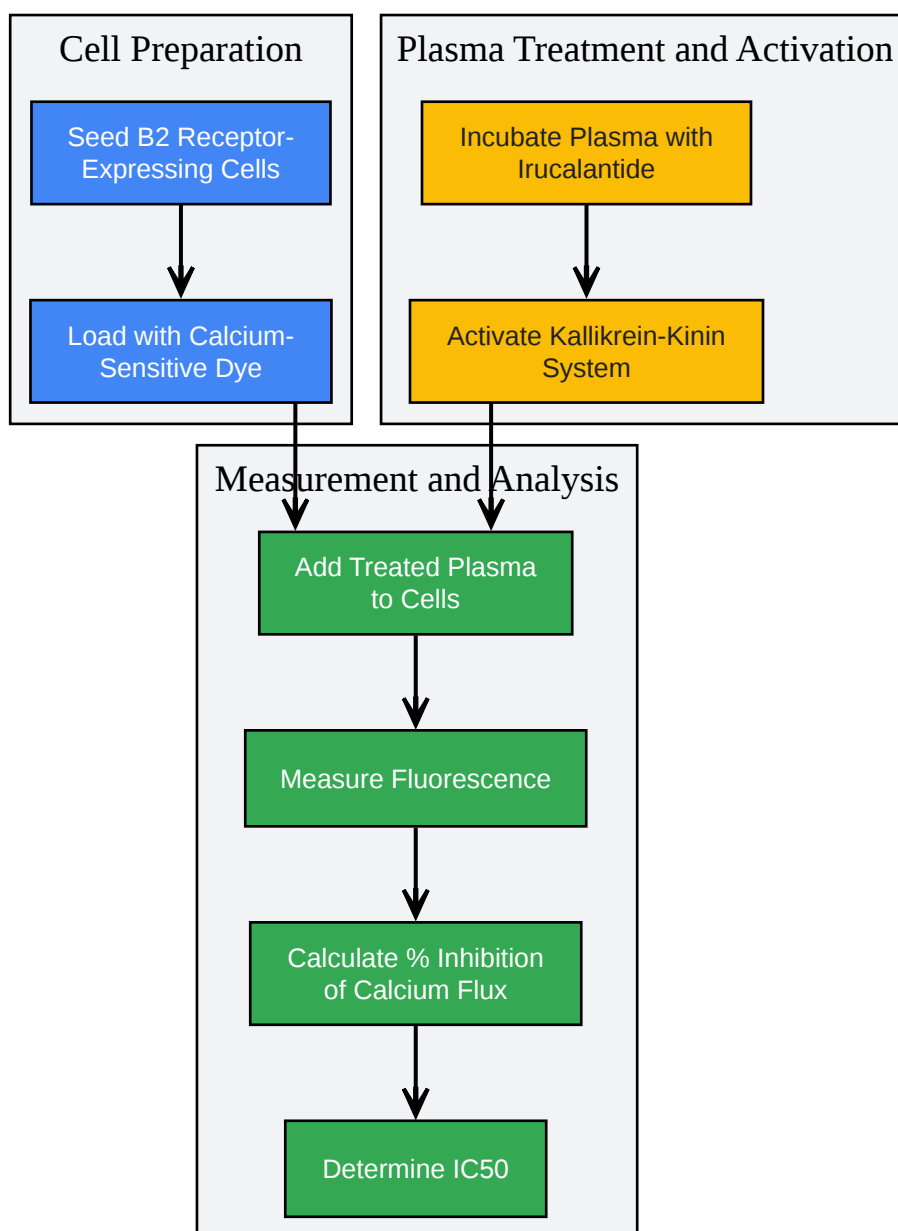 Cell Preparation
Seed B2 Receptor-
Expressing Cells
Load with Calcium-
Sensitive Dye
Plasma Treatment and Activation
Incubate Plasma with
Irucalantide
Activate Kallikrein-Kinin
System
Measurement and Analysis
Add Treated Plasma
to Cells
Measure Fluorescence
Calculate % Inhibition
of Calcium Flux
Determine IC50